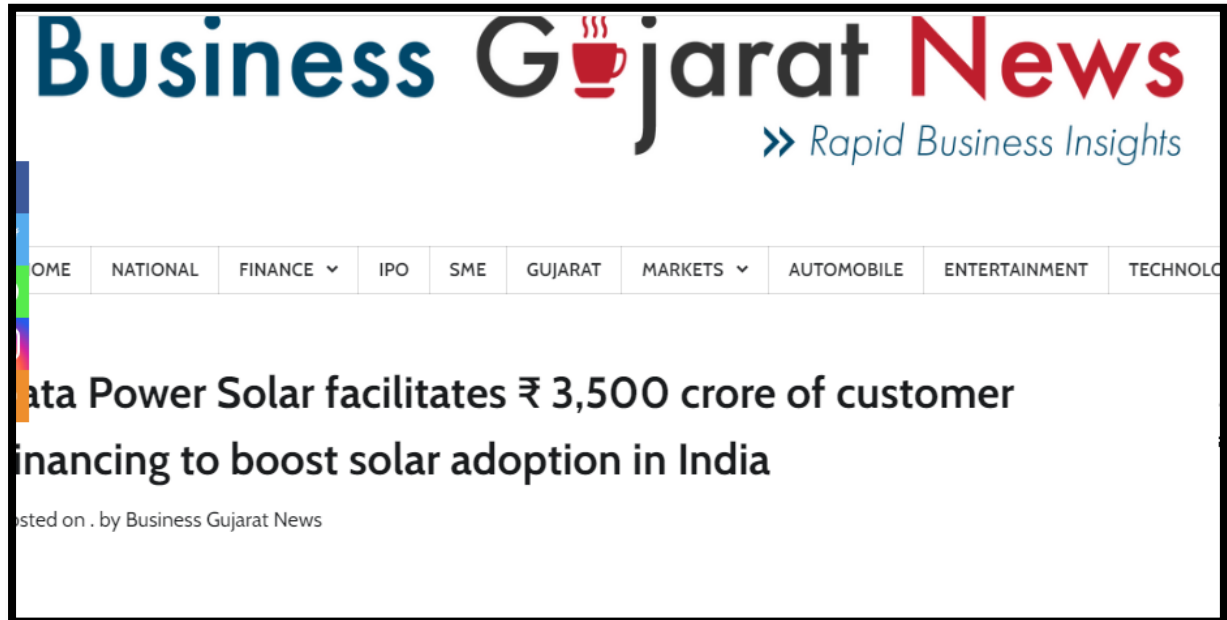 Business Gujarat News
>> Rapid Business Insights
OME NATIONAL FINANCE IPO SME GUJARAT MARKETS AUTOMOBILE ENTERTAINMENT TECHNOLO
ata Power Solar facilitates ₹ 3,500 crore of customer
inancing to boost solar adoption in India
osted on . by Business Gujarat News